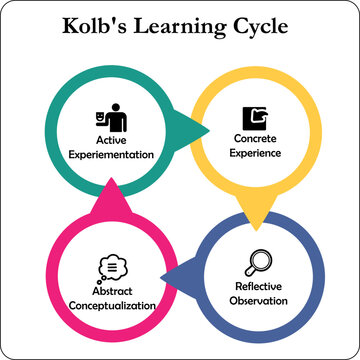 Kolb's Learning Cycle
Active
Experiementation
Concrete
Experience
Abstract
Conceptualization
Reflective
Observation